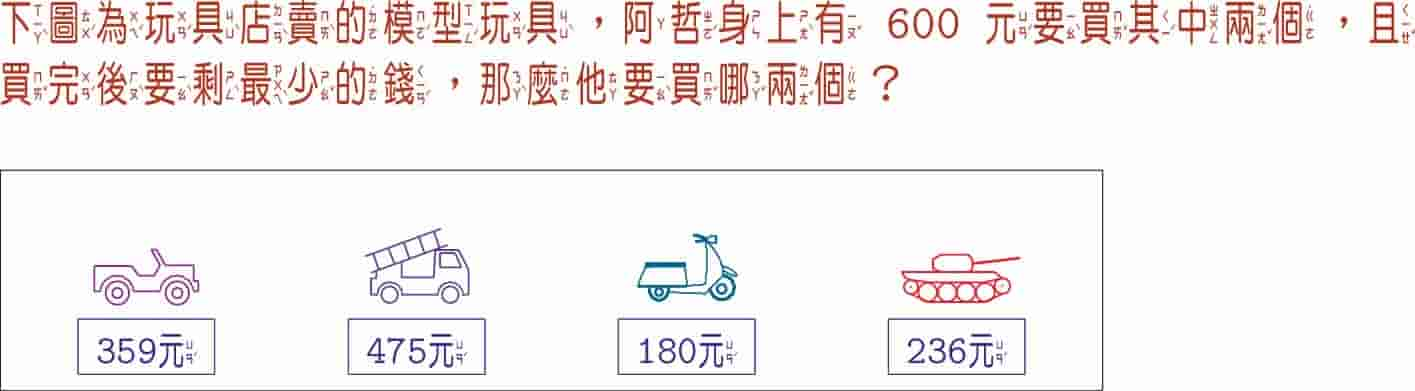 下圖為玩具店賣的模型玩具，阿哲身上有 600 元要買其中兩個，且
買完後要剩最少的錢，那麼他要買哪兩個？
359元 475元 180元 236元